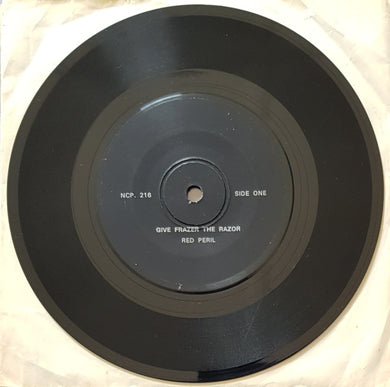 NCP. 216 SIDE ONE
GIVE FRAZER THE RAZOR
RED PERIL